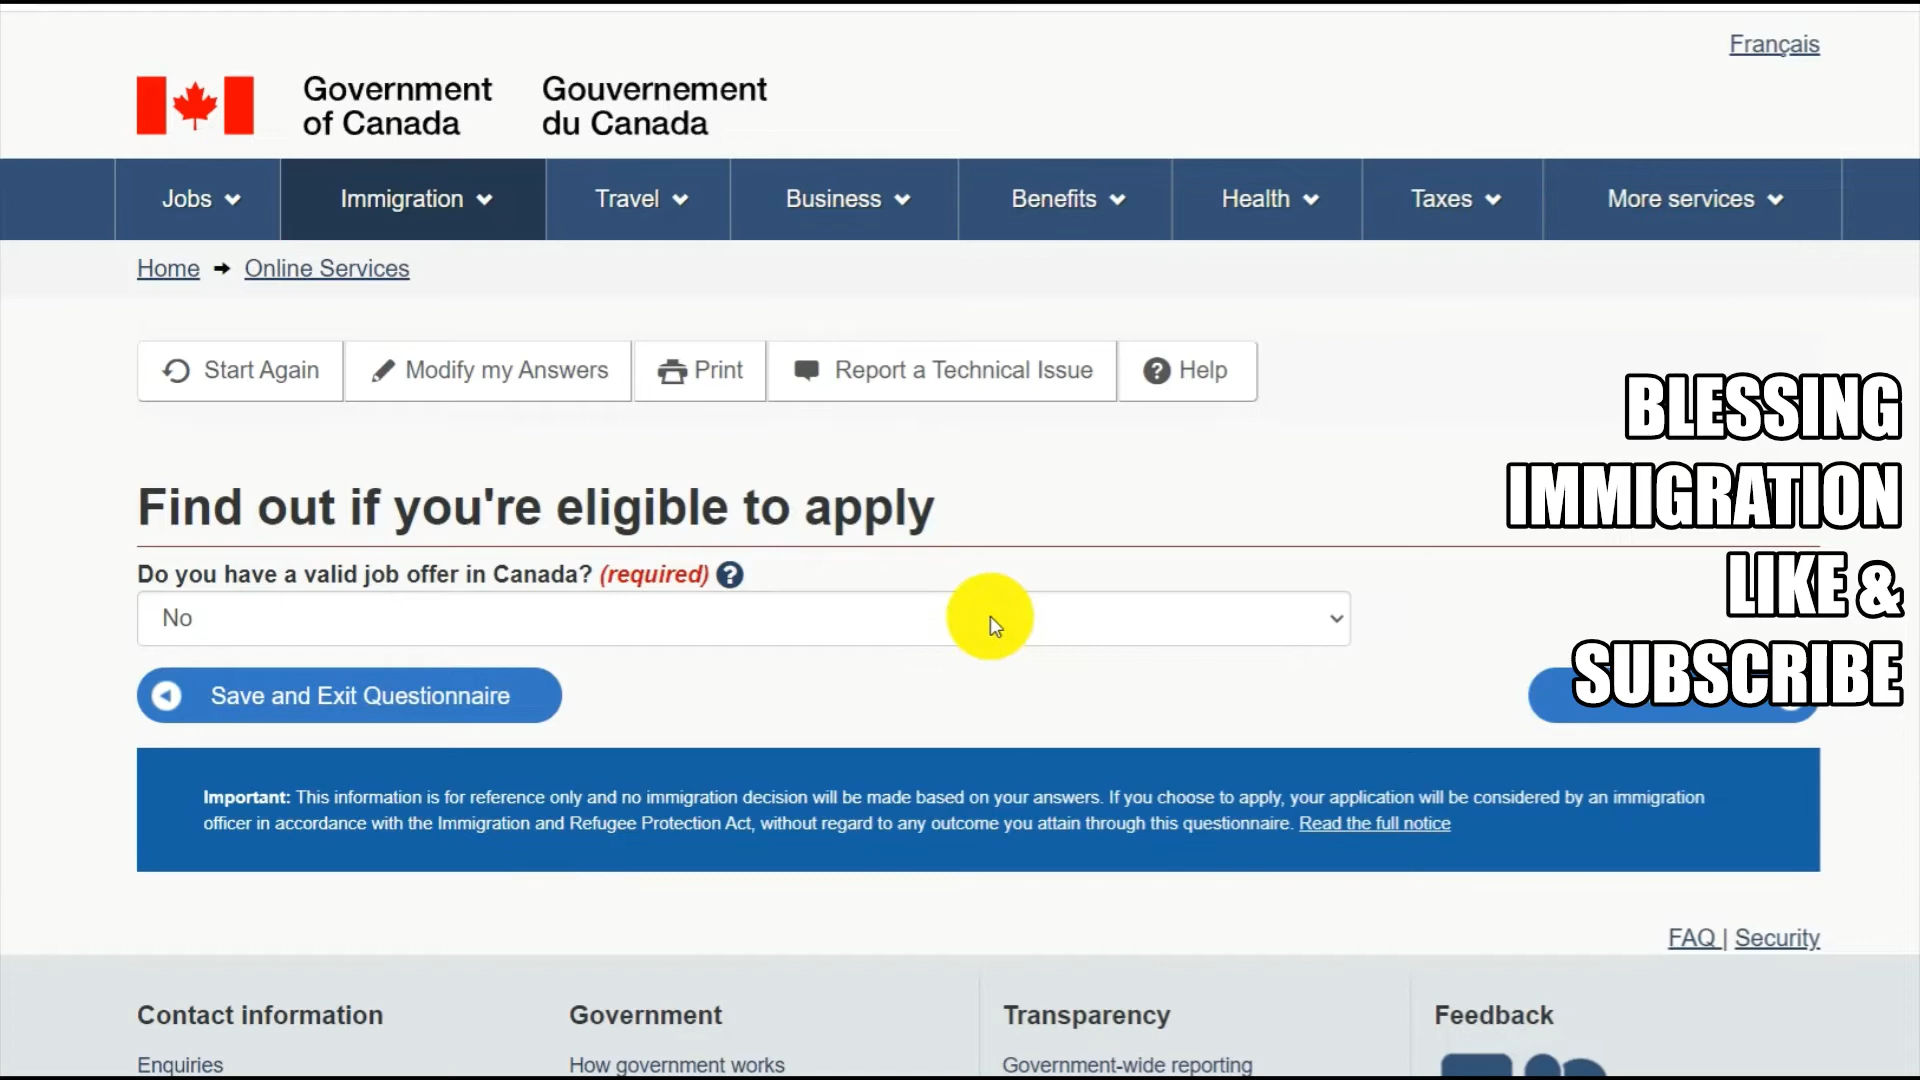 Français
Government of Canada
Gouvernement du Canada
Jobs
Immigration
Travel
Business
Benefits
Health
Taxes
More services
Home
Online Services
Start Again
Modify my Answers
Print
Report a Technical Issue
Help
BLESSING
IMMIGRATION
LIKE &
SUBSCRIBE
Find out if you're eligible to apply
Do you have a valid job offer in Canada? (required)
No
Save and Exit Questionnaire
Important: This information is for reference only and no immigration decision will be made based on your answers. If you choose to apply, your application will be considered by an immigration
officer in accordance with the Immigration and Refugee Protection Act, without regard to any outcome you attain through this questionnaire. Read the full notice
FAQ | Security
Contact information
Government
Transparency
Feedback
Enquiries
How government works
Government-wide reporting